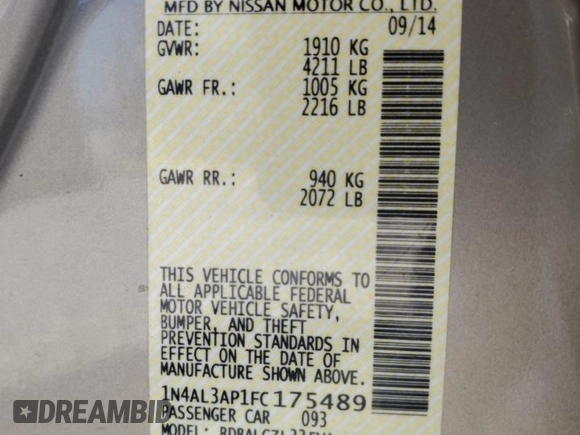 MFD BY NISSAN MOTOR CO., LTD.
DATE: 09/14
GVWR: 1910 KG
4211 LB
GAWR FR.: 1005 KG
2216 LB
GAWR RR.: 940 KG
2072 LB
THIS VEHICLE CONFORMS TO
ALL APPLICABLE FEDERAL
MOTOR VEHICLE SAFETY,
BUMPER, AND THEFT
PREVENTION STANDARDS IN
EFFECT ON THE DATE OF
MANUFACTURE SHOWN ABOVE.
1N4AL3AP1FC175489
PASSENGER CAR 093
MODEL:
DREAMBID